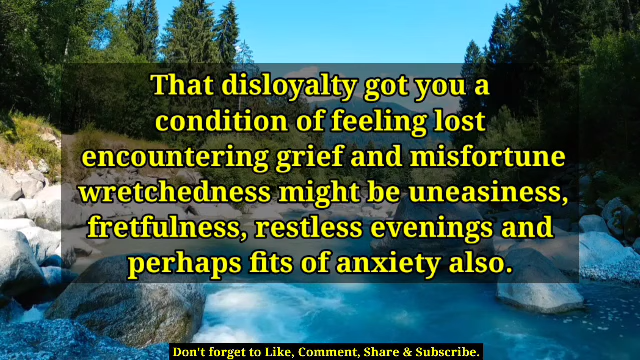 That disloyalty got you a
condition of feeling lost
encountering grief and misfortune
wretchedness might be uneasiness,
fretfulness, restless evenings and
perhaps fits of anxiety also.
Don't forget to Like, Comment, Share & Subscribe.